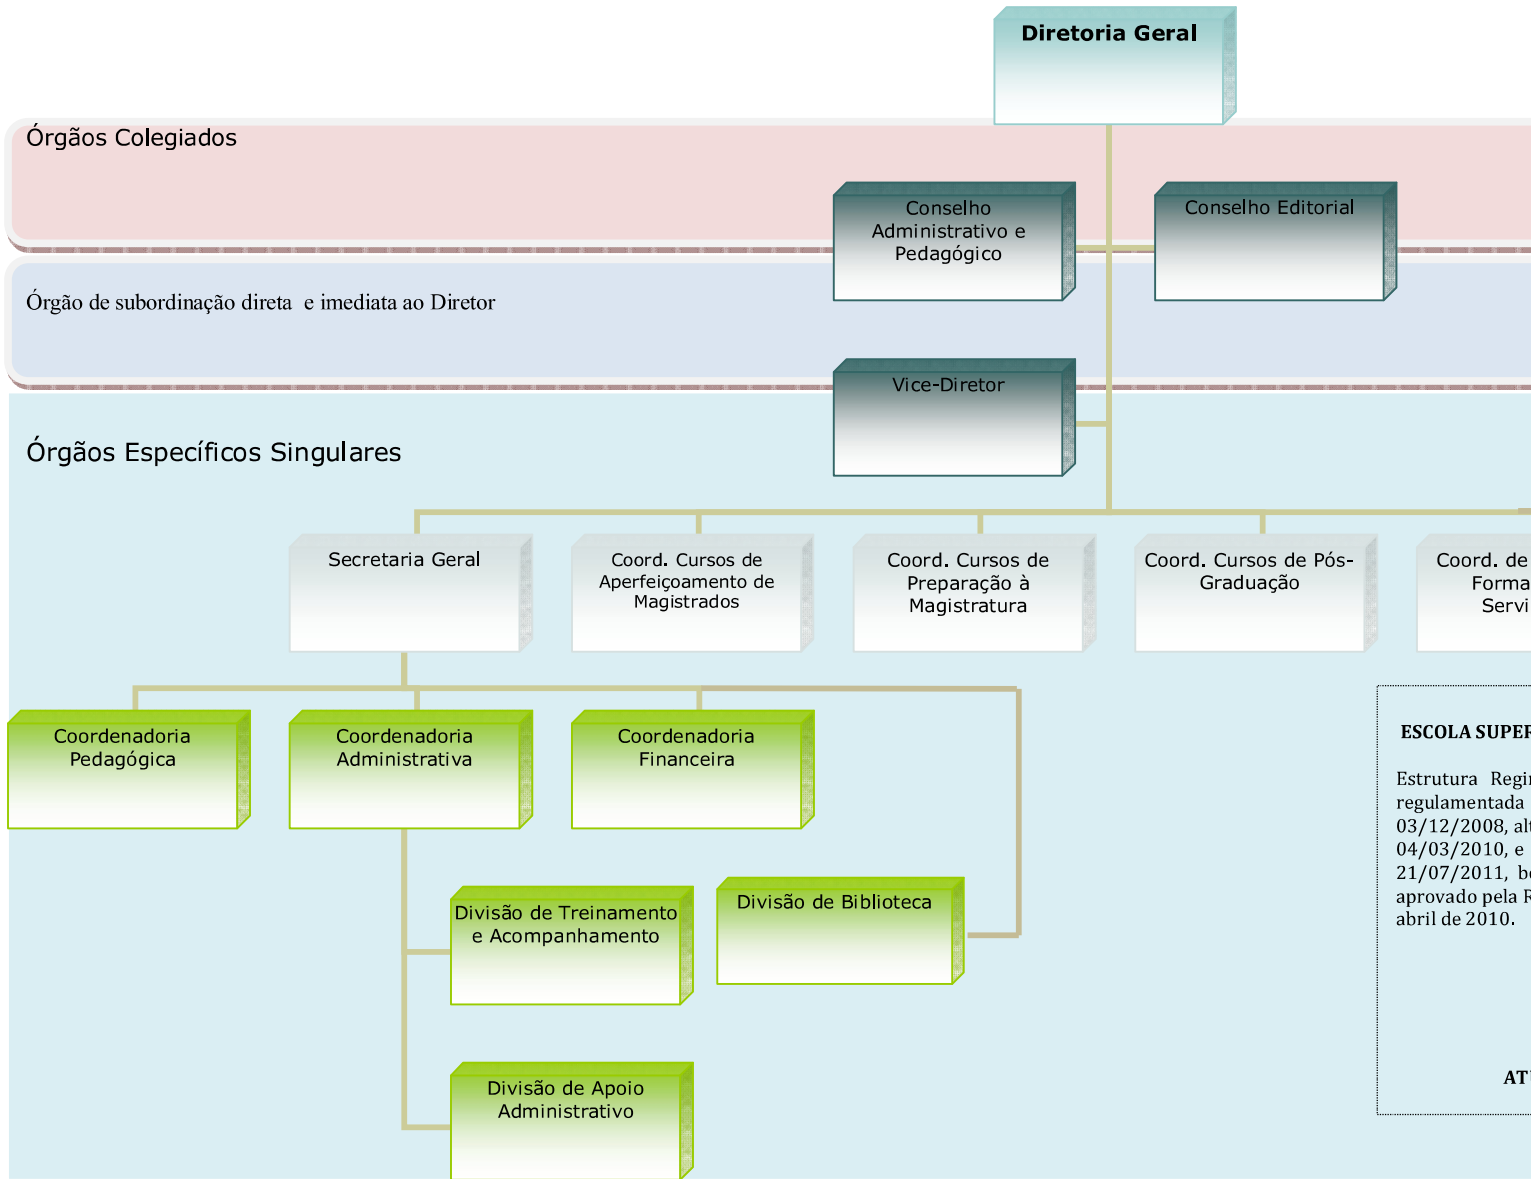 Diretoria Geral
Órgãos Colegiados
Conselho
Administrativo e
Pedagógico
Conselho Editorial
Órgão de subordinação direta  e imediata ao Diretor
Vice-Diretor
Órgãos Específicos Singulares
Secretaria Geral
Coord. Cursos de
Aperfeiçoamento de
Magistrados
Coord. Cursos de
Preparação à
Magistratura
Coord. Cursos de Pós-
Graduação
Coord. de
Coordenadoria
Pedagógica
Coordenadoria
Administrativa
Coordenadoria
Financeira
Divisão de Treinamento
e Acompanhamento
Divisão de Biblioteca
Divisão de Apoio
Administrativo
ESCOLA
Estrutura
regulamentada
03/12/2008,
04/03/2010, e
21/07/2011,
aprovado pela
abril de 2010.